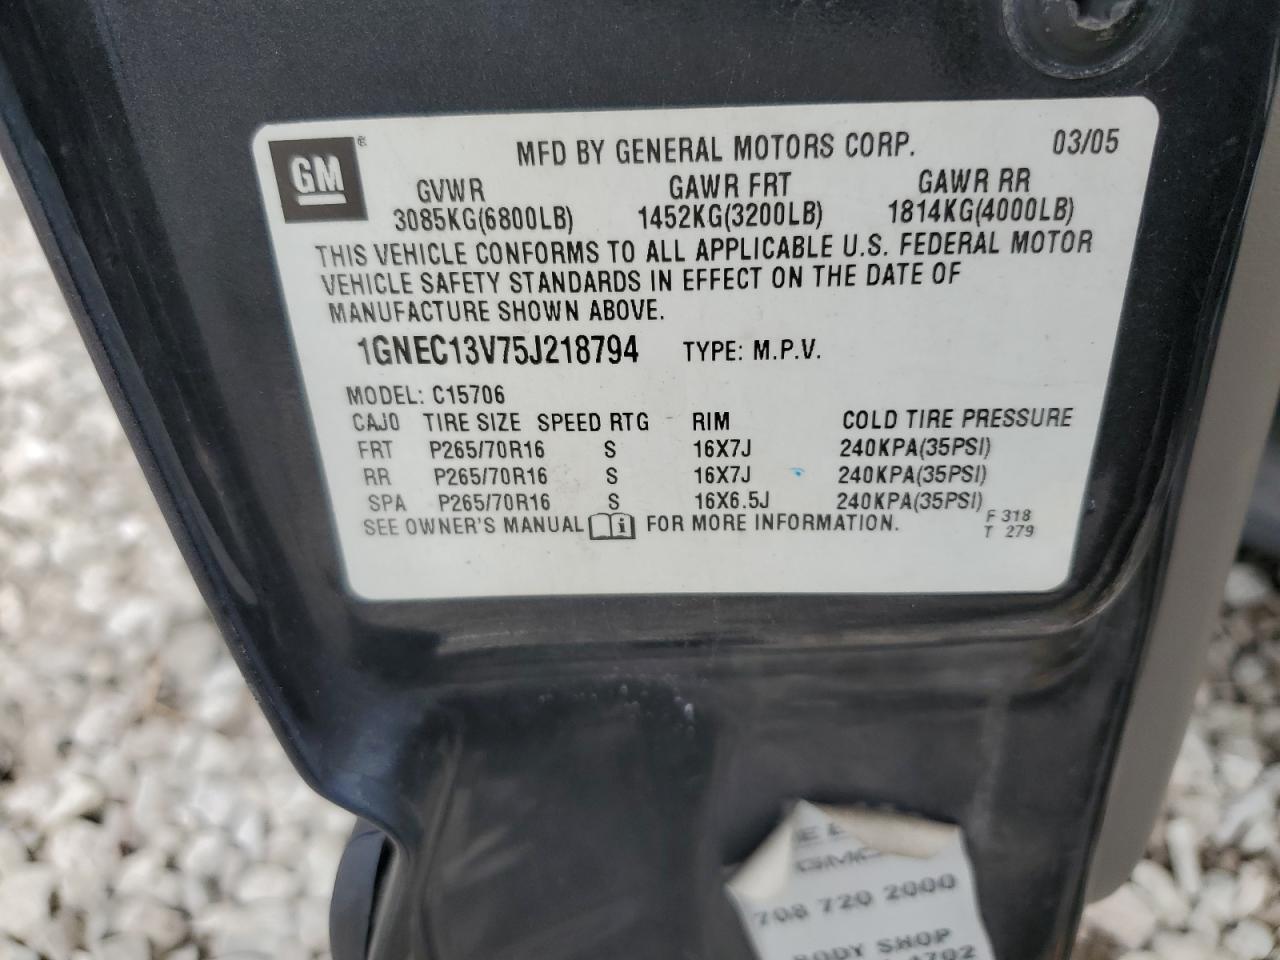 GM ®
MFD BY GENERAL MOTORS CORP. 03/05
GVWR GAWR FRT GAWR RR
3085KG(6800LB) 1452KG(3200LB) 1814KG(4000LB)
THIS VEHICLE CONFORMS TO ALL APPLICABLE U.S. FEDERAL MOTOR
VEHICLE SAFETY STANDARDS IN EFFECT ON THE DATE OF
MANUFACTURE SHOWN ABOVE.
1GNEC13V75J218794 TYPE: M.P.V.
MODEL: C15706
CAJ0 TIRE SIZE SPEED RTG RIM COLD TIRE PRESSURE
FRT P265/70R16 S 16X7J 240KPA(35PSI)
RR P265/70R16 S 16X7J 240KPA(35PSI)
SPA P265/70R16 S 16X6.5J 240KPA(35PSI)
SEE OWNER'S MANUAL i FOR MORE INFORMATION. F 318
T 279
GMC
708 720 2000
BODY SHOP